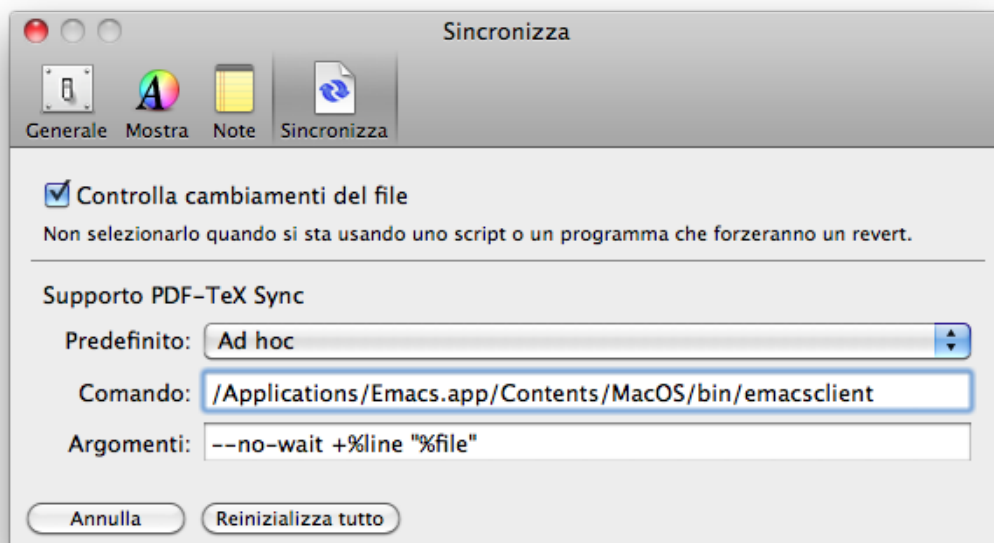 Sincronizza
Generale Mostra Note Sincronizza
Controlla cambiamenti del file
Non selezionarlo quando si sta usando uno script o un programma che forzeranno un revert.
Supporto PDF-TeX Sync
Predefinito: Ad hoc
Comando: /Applications/Emacs.app/Contents/MacOS/bin/emacsclient
Argomenti: --no-wait +%line "%file"
Annulla Reinizializza tutto